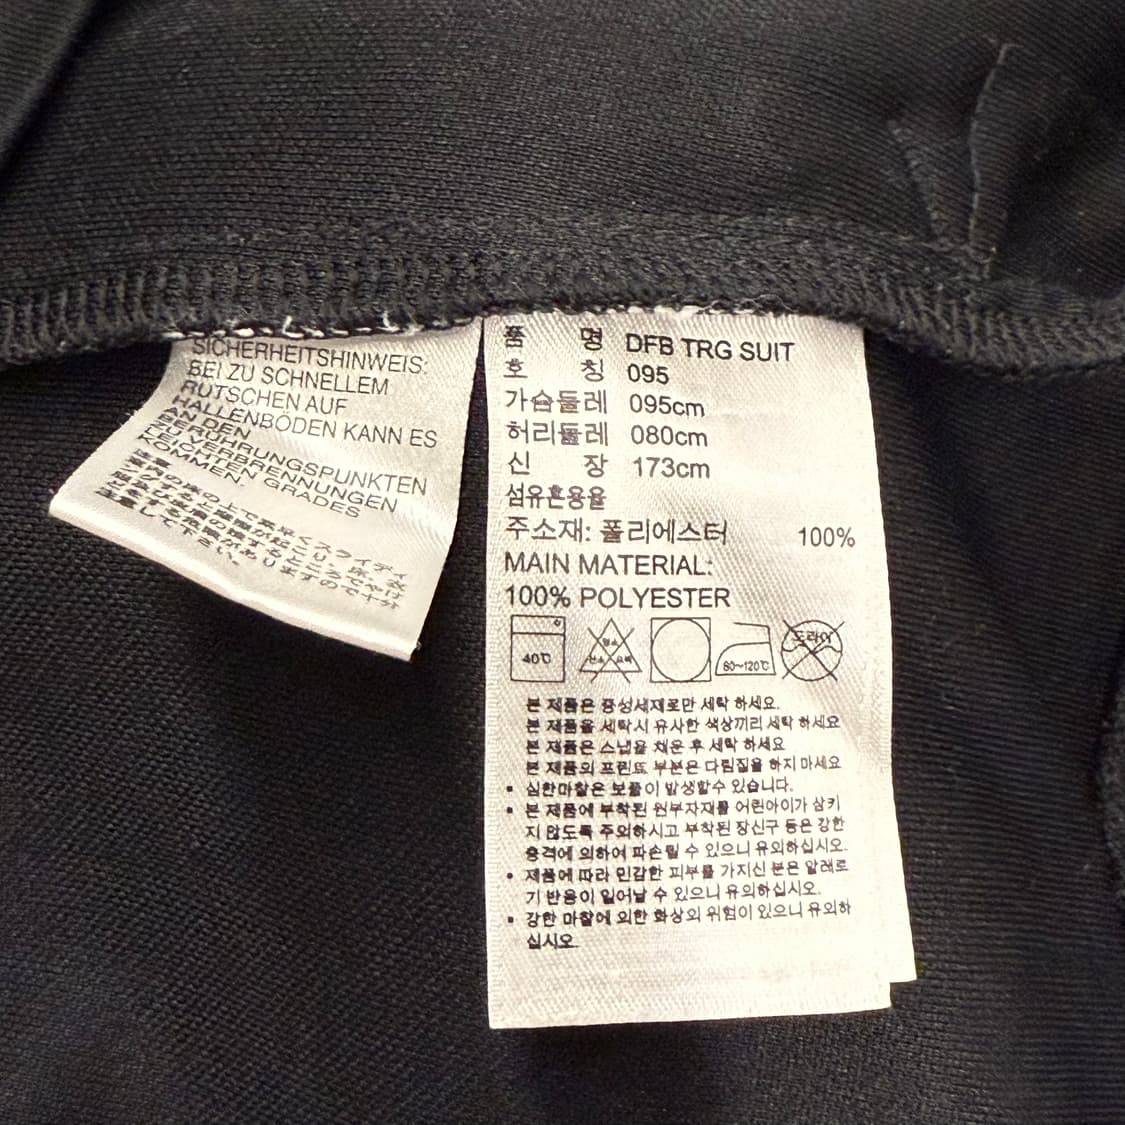 SICHERHEITSHINWEIS:
BEI ZU SCHNELLEM
RUTSCHEN AUF
HALLENBÖDEN KANN ES
AN DEN
BERÜHRUNGSPUNKTEN
ZU VERBRENNUNGEN
LEICHTEN GRADES
KOMMEN.
품 명 DFB TRG SUIT
호 칭 095
가슴둘레 095cm
허리둘레 080cm
신 장 173cm
섬유혼용율
주소재: 폴리에스터 100%
MAIN MATERIAL:
100% POLYESTER
40℃
염소
산소 표백
80~120℃
드라이
본 제품은 중성세제로만 세탁 하세요.
본 제품을 세탁시 유사한 색상끼리 세탁 하세요
본 제품은 스냅을 채운 후 세탁 하세요
본 제품의 프린트 부분은 다림질을 하지 마세요
• 심한마찰은 보풀이 발생할수 있습니다.
• 본 제품에 부착된 원부자재를 어린아이가 삼키
지 않도록 주의하시고 부착된 장신구 등은 강한
충격에 의하여 파손될 수 있으니 유의하십시오.
• 제품에 따라 민감한 피부를 가지신 분은 알래르
기 반응이 일어날 수 있으니 유의하십시오.
• 강한 마찰에 의한 화상의 위험이 있으니 유의하
십시오.